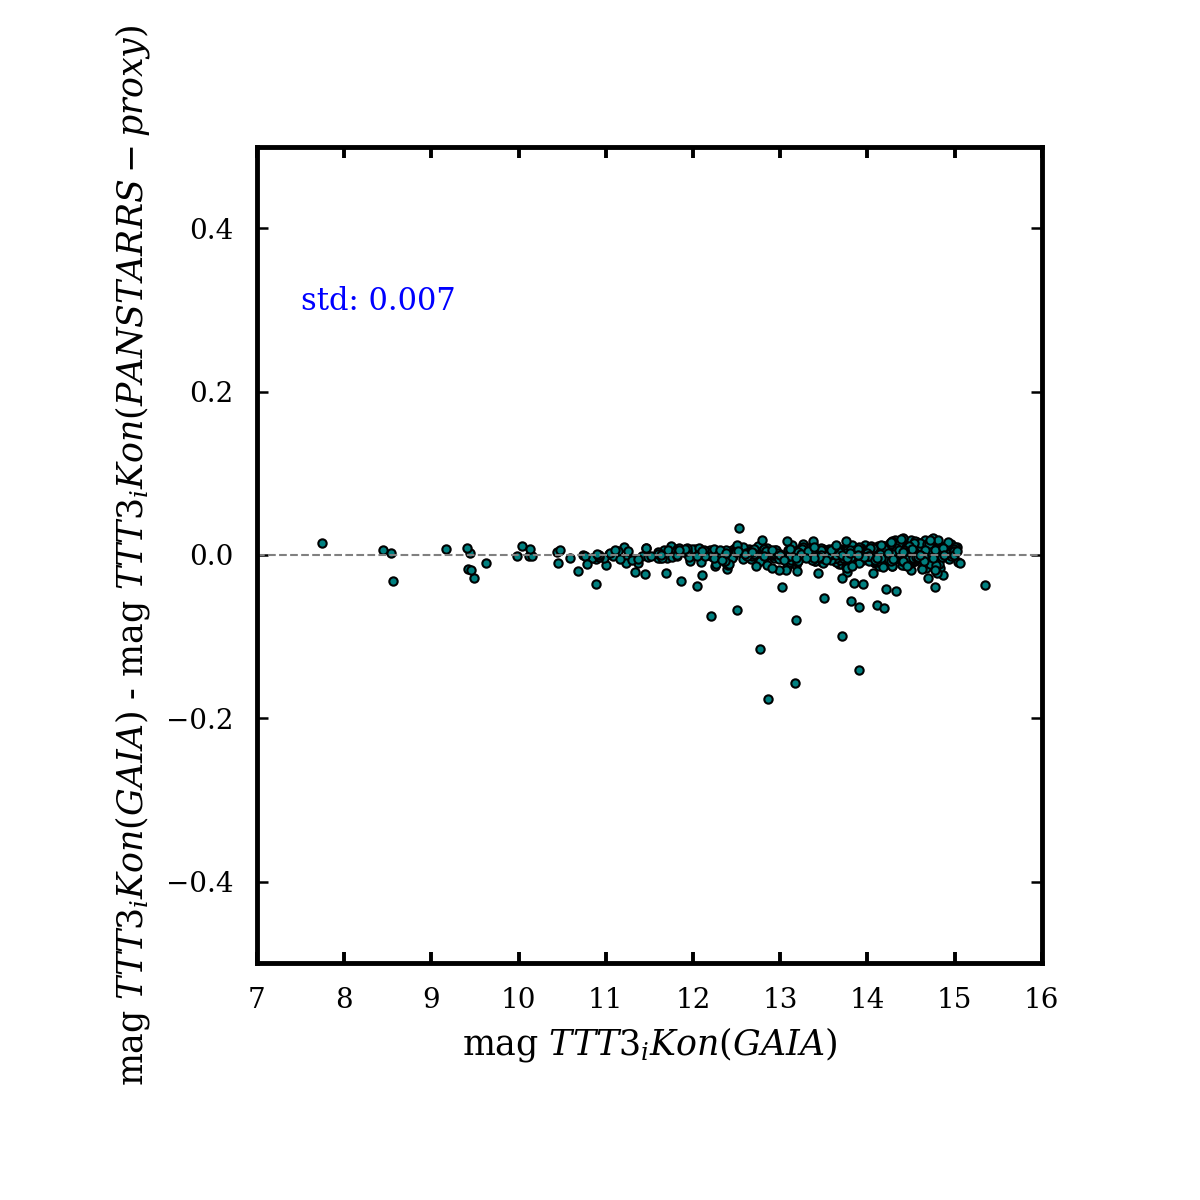 mag TTT3iKon(GAIA) - mag TTT3iKon(PANSTARRS − proxy)
0.4
std: 0.007
0.2
0.0
−0.2
−0.4
7 8 9 10 11 12 13 14 15 16
mag TTT3iKon(GAIA)